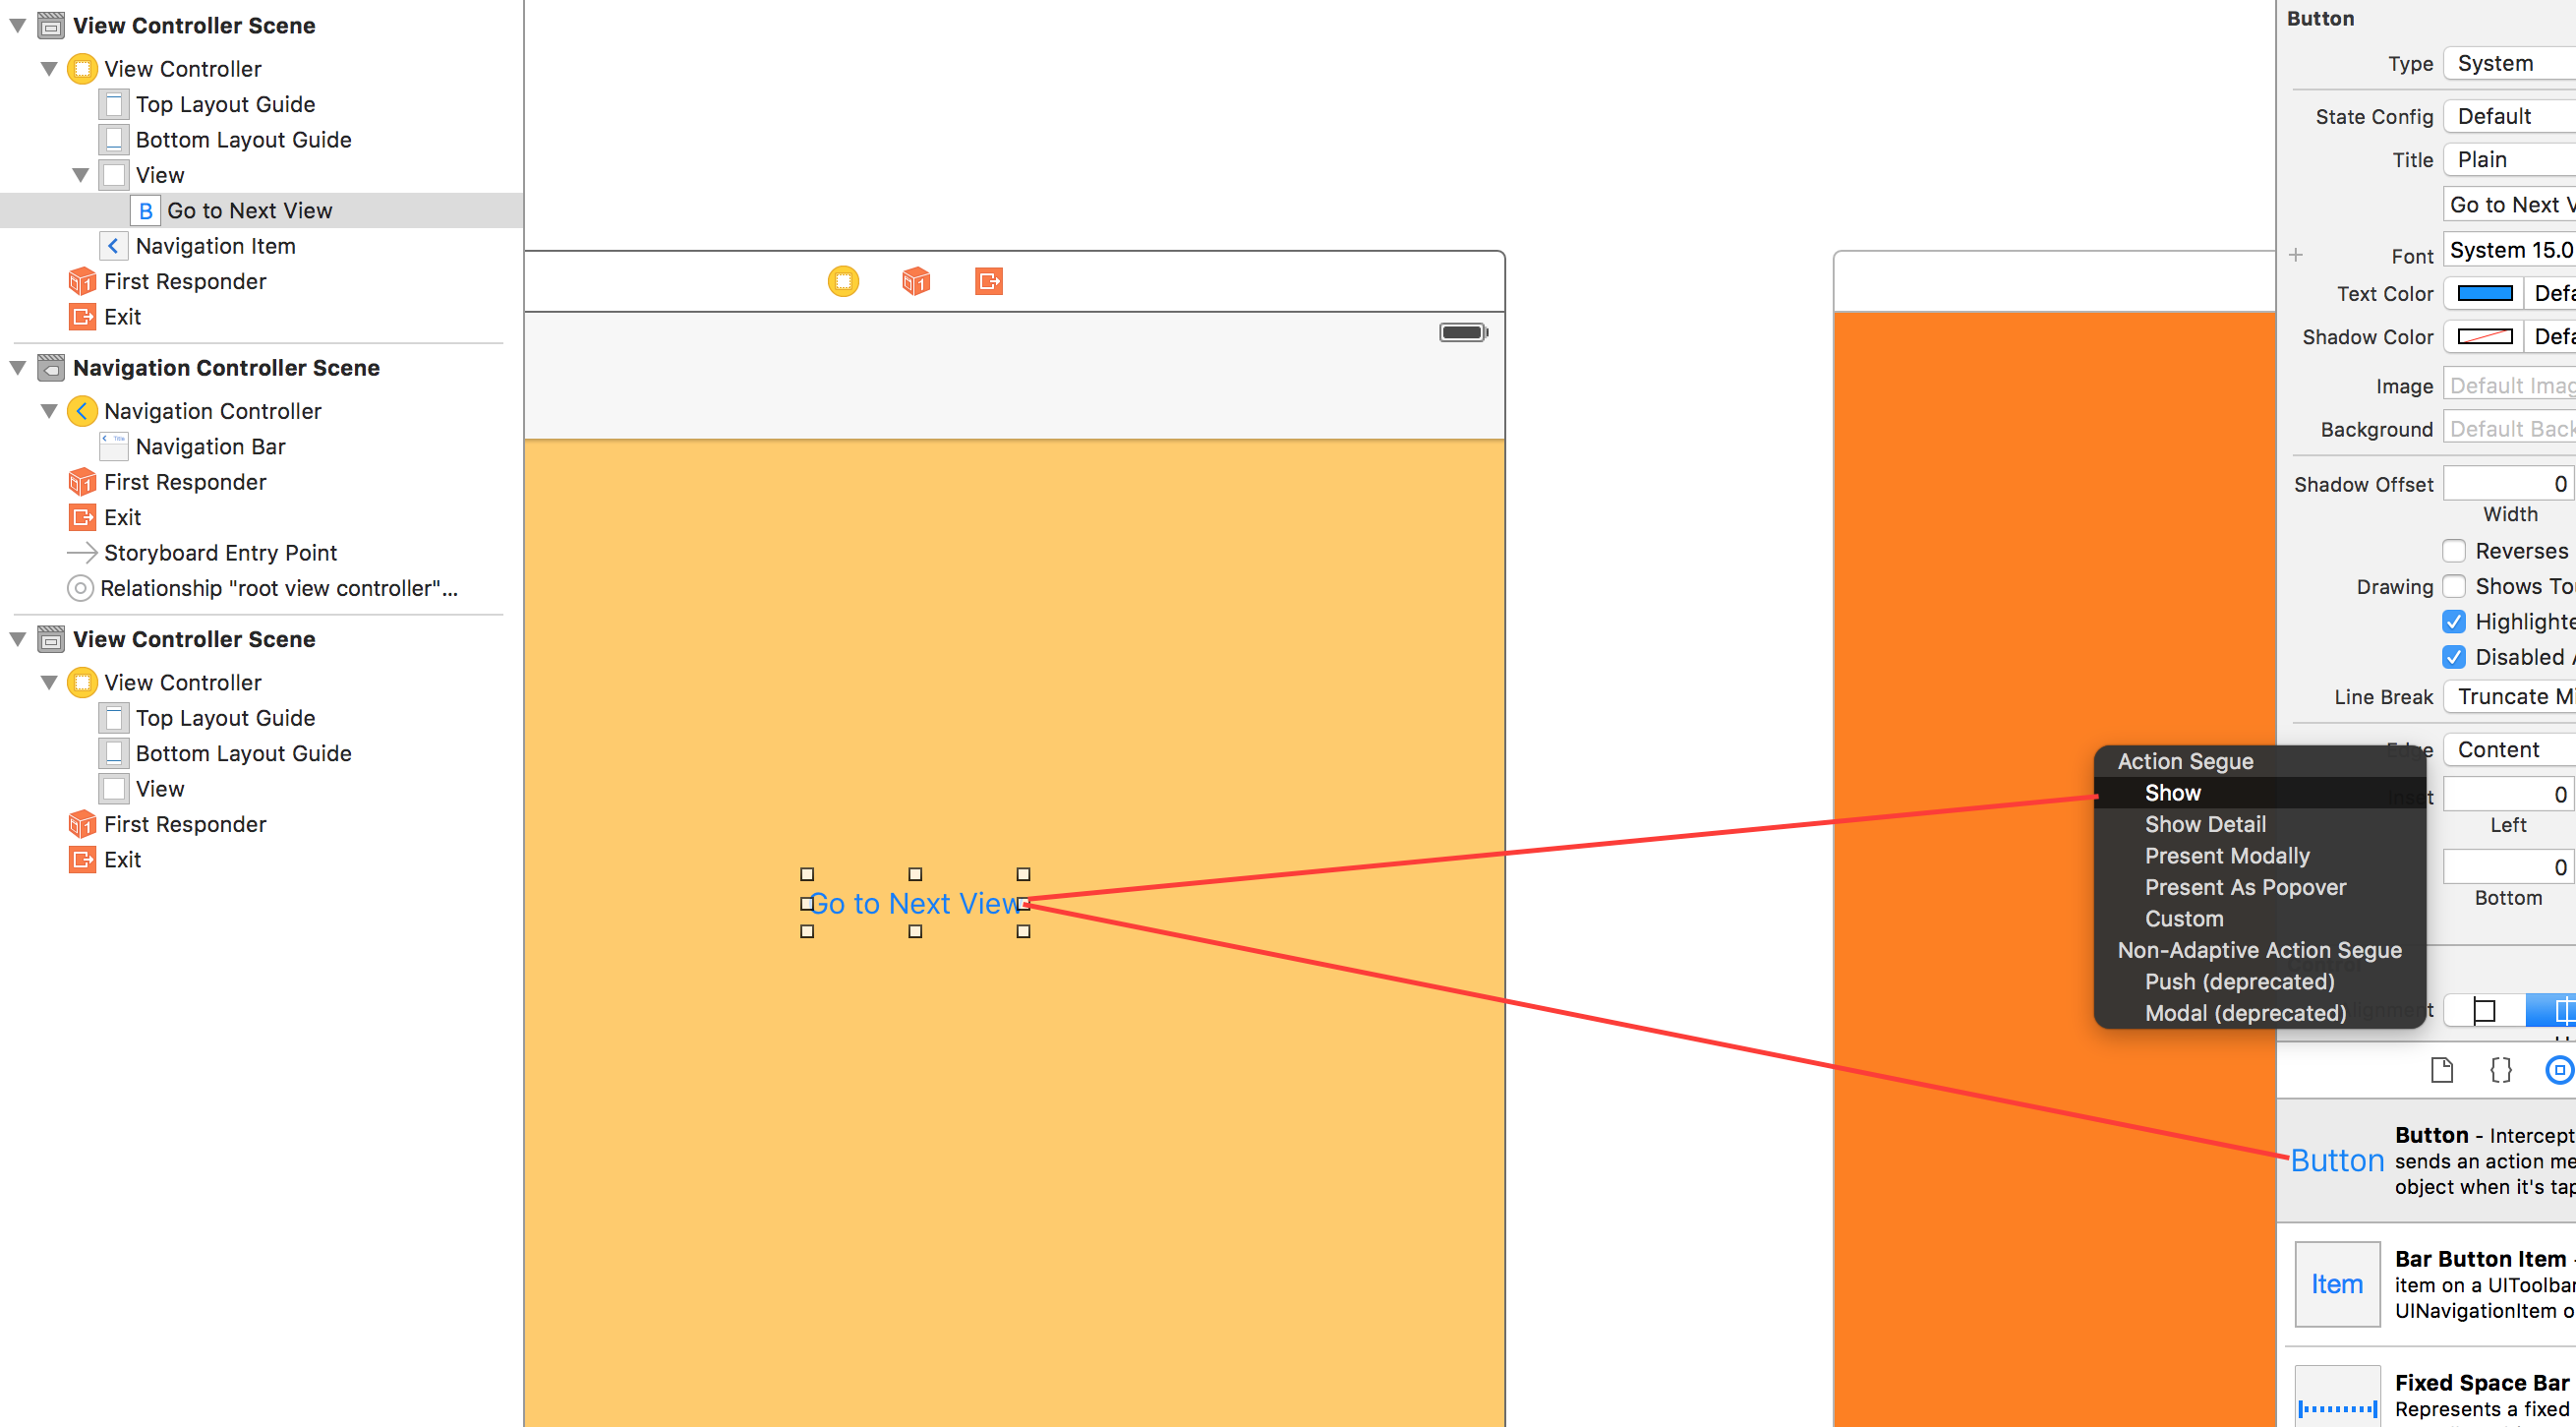 View Controller Scene
View Controller
Top Layout Guide
Bottom Layout Guide
View
B Go to Next View
Navigation Item
First Responder
Exit
Navigation Controller Scene
Navigation Controller
Navigation Bar
First Responder
Exit
Storyboard Entry Point
Relationship "root view controller"...
View Controller Scene
View Controller
Top Layout Guide
Bottom Layout Guide
View
First Responder
Exit
Go to Next View
Action Segue
Show
Show Detail
Present Modally
Present As Popover
Custom
Non-Adaptive Action Segue
Push (deprecated)
Modal (deprecated)
Button
Type System
State Config Default
Title Plain
Go to Next V
Font System 15.0
Text Color Defa
Shadow Color Defa
Image Default Imag
Background Default Back
Shadow Offset 0
Width
Reverses
Drawing Shows To
Highlighte
Disabled A
Line Break Truncate Mi
Edge Content
Inset 0
Left
0
Bottom
{}
Button
Button - Intercept
sends an action me
object when it's tap
Item
Bar Button Item -
item on a UIToolbar
UINavigationItem o
Fixed Space Bar
Represents a fixed